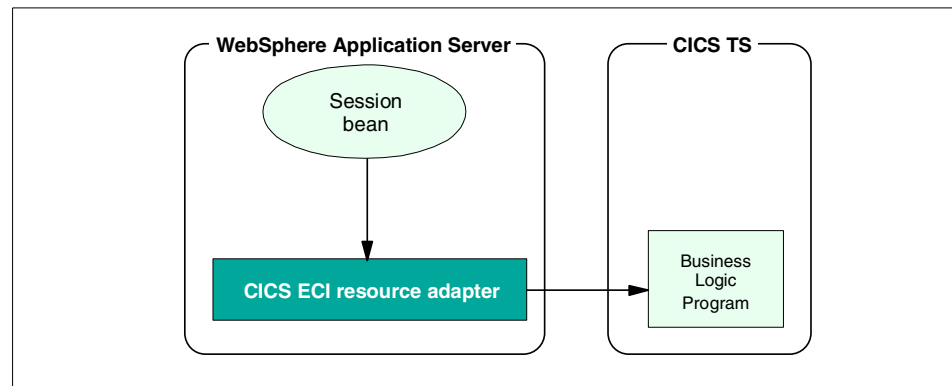 WebSphere Application Server
CICS TS
Session
bean
CICS ECI resource adapter
Business
Logic
Program